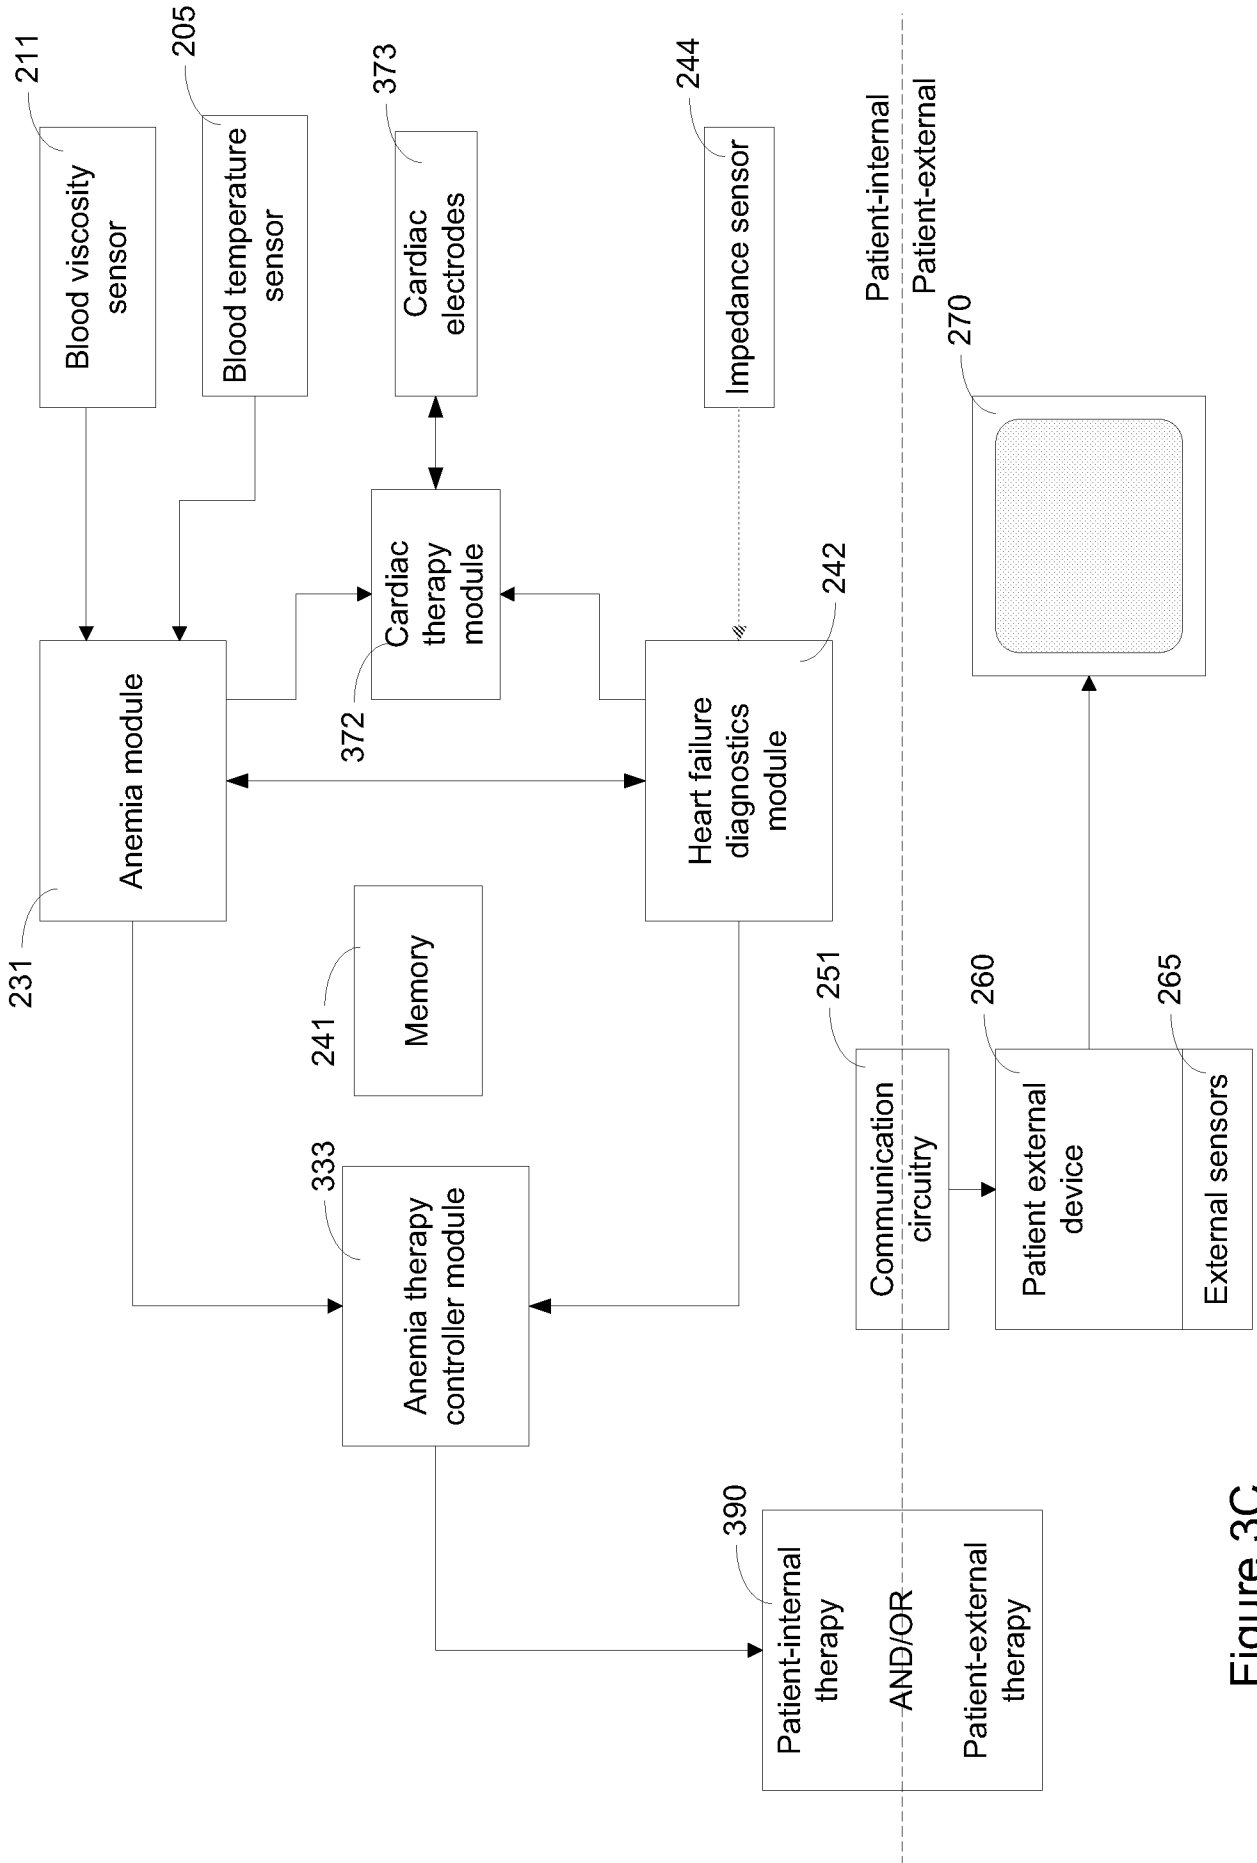 211
Blood viscosity
sensor
205
Blood temperature
sensor
373
Cardiac
electrodes
244
Impedance sensor
Patient-internal
Patient-external
231
Anemia module
372
Cardiac
therapy
module
242
Heart failure
diagnostics
module
270
241
Memory
333
Anemia therapy
controller module
251
Communication
circuitry
260
Patient external
device
265
External sensors
390
Patient-internal
therapy
AND/OR
Patient-external
therapy
Figure 3C